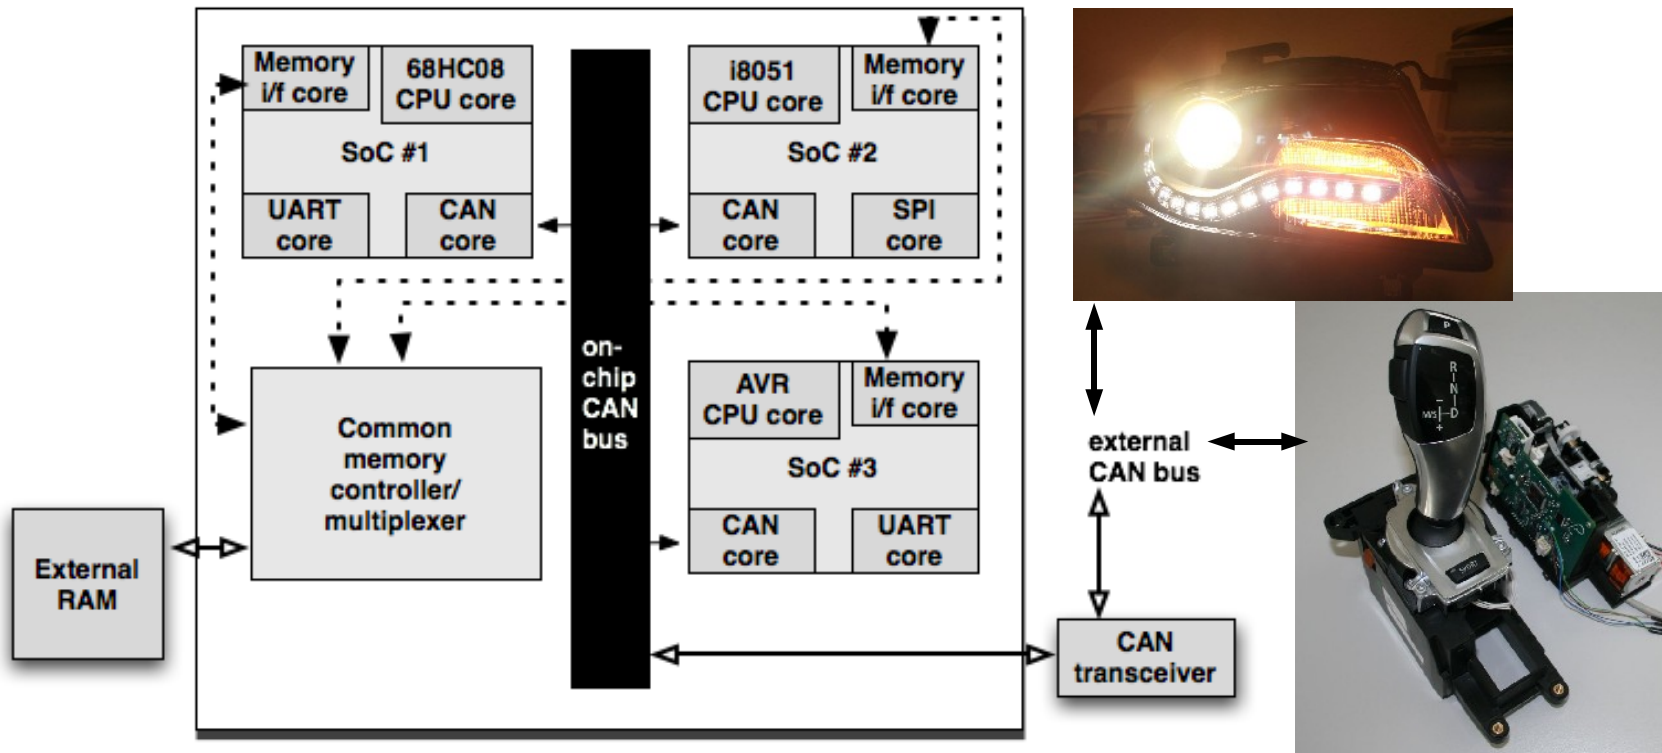 Memory
i/f core
68HC08
CPU core
SoC #1
UART
core
CAN
core
i8051
CPU core
Memory
i/f core
SoC #2
CAN
core
SPI
core
on-
chip
CAN
bus
Common
memory
controller/
multiplexer
External
RAM
AVR
CPU core
Memory
i/f core
SoC #3
CAN
core
UART
core
external
CAN bus
CAN
transceiver
P
R
N
D
M/S
+